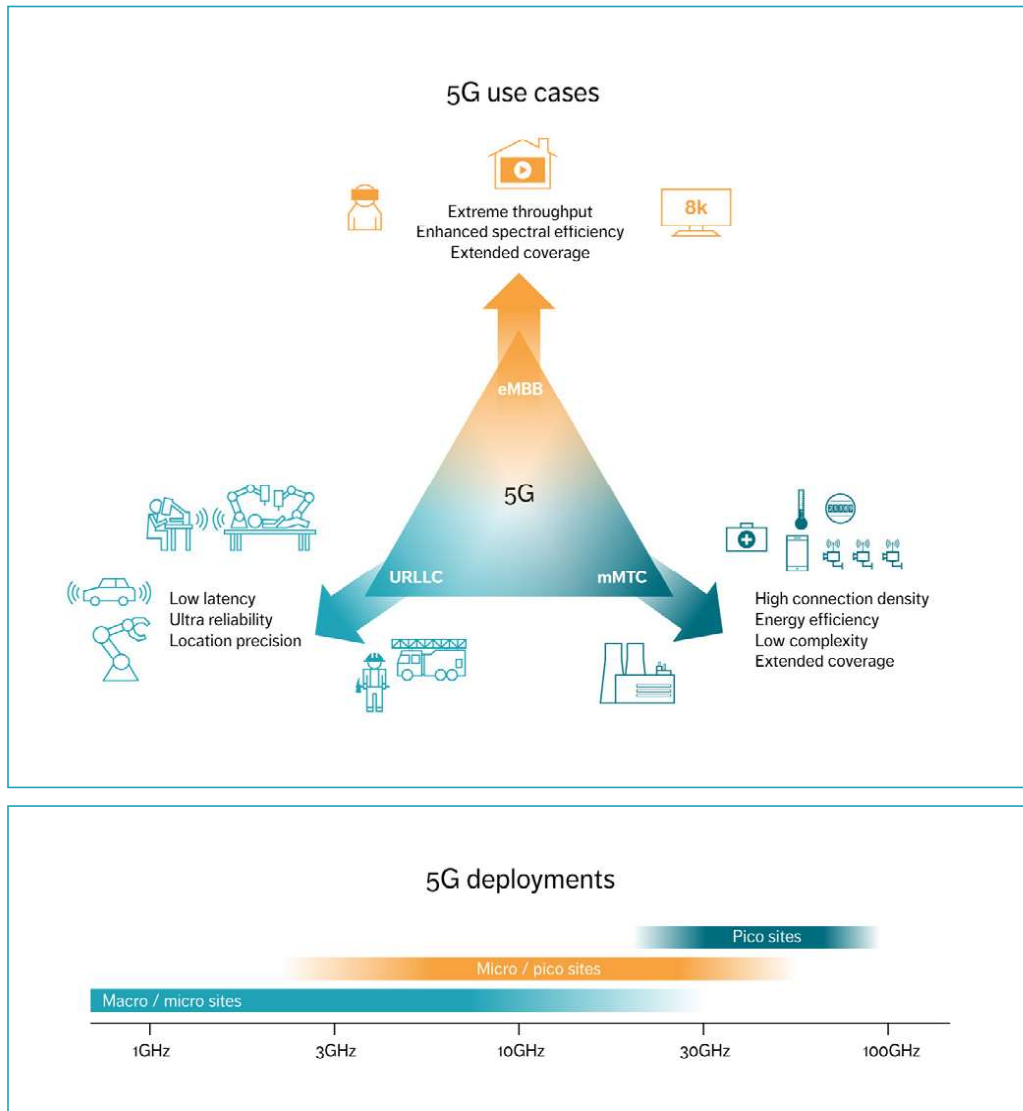 5G use cases
8k
Extreme throughput
Enhanced spectral efficiency
Extended coverage
eMBB
5G
URLLC
mMTC
Low latency
Ultra reliability
Location precision
High connection density
Energy efficiency
Low complexity
Extended coverage
5G deployments
Pico sites
Micro / pico sites
Macro / micro sites
1GHz
3GHz
10GHz
30GHz
100GHz